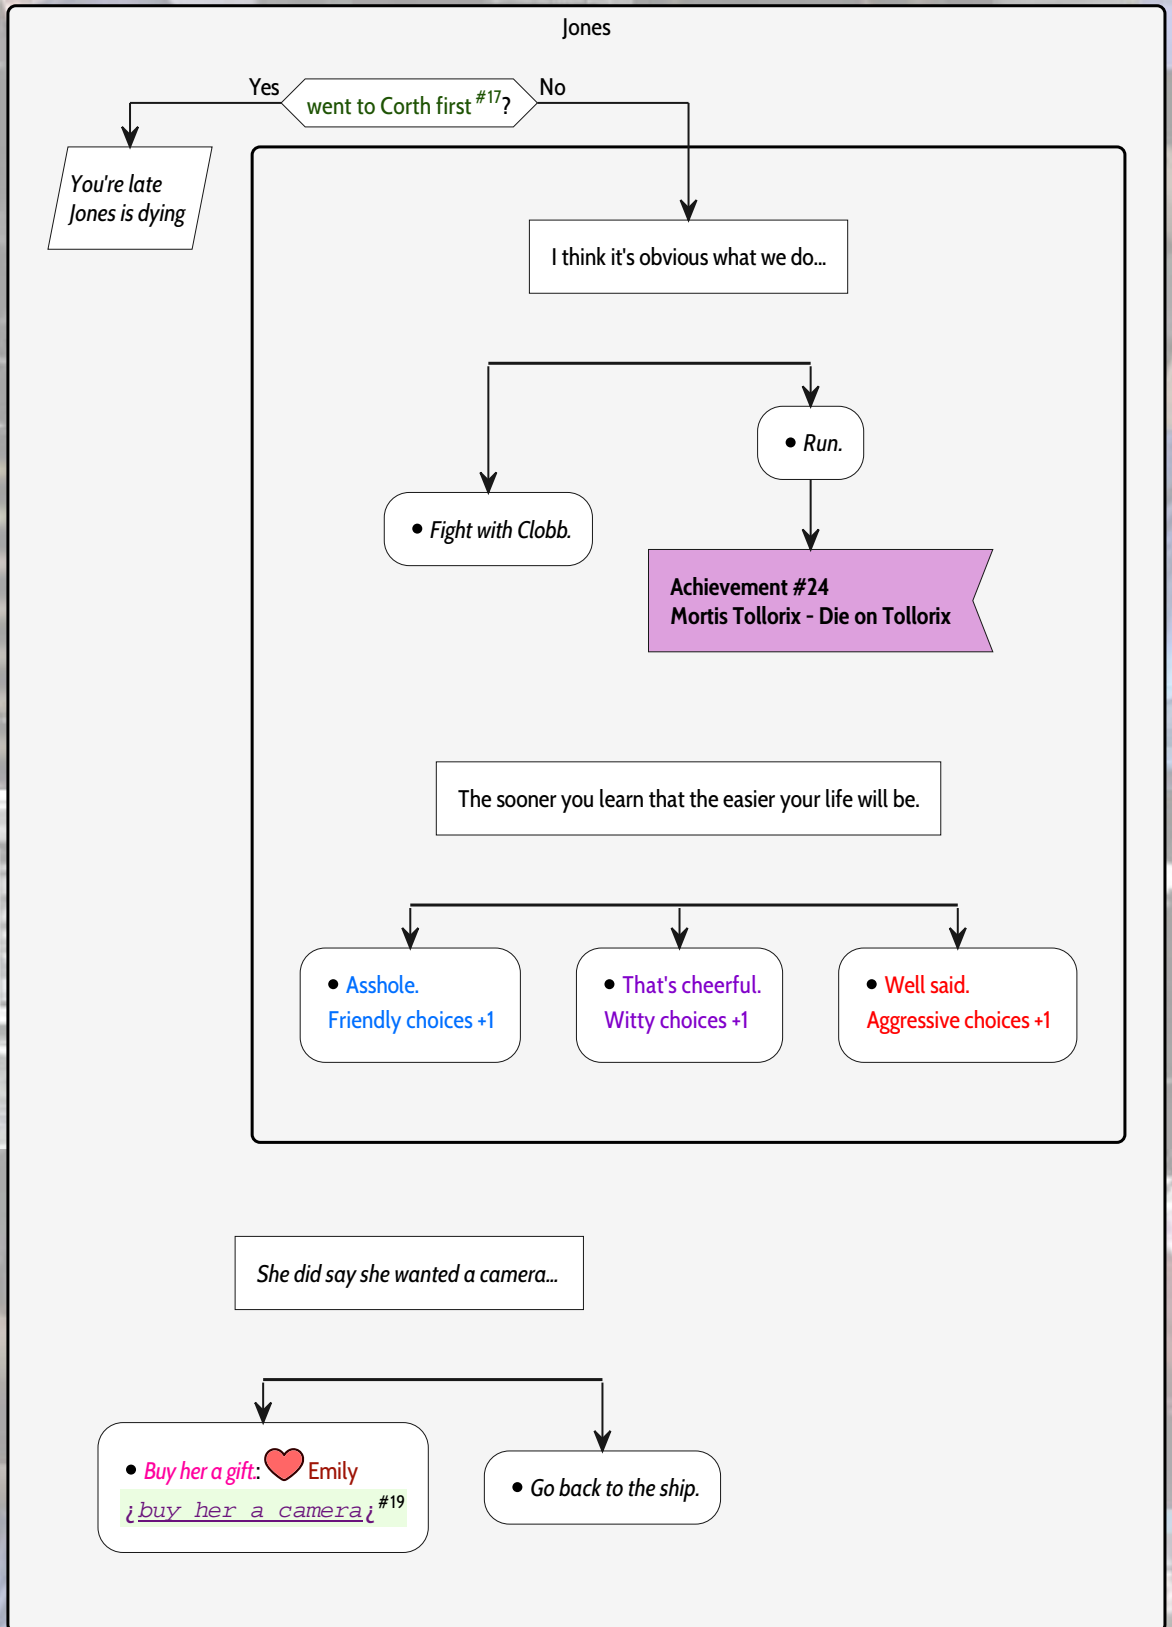 Jones
Yes
went to Corth first #17?
No
You're late
Jones is dying
I think it's obvious what we do...
• Run.
• Fight with Clobb.
Achievement #24
Mortis Tollorix - Die on Tollorix
The sooner you learn that the easier your life will be.
• Asshole.
Friendly choices +1
• That's cheerful.
Witty choices +1
• Well said.
Aggressive choices +1
She did say she wanted a camera...
• Buy her a gift.: Emily
¿buy her a camera¿#19
• Go back to the ship.